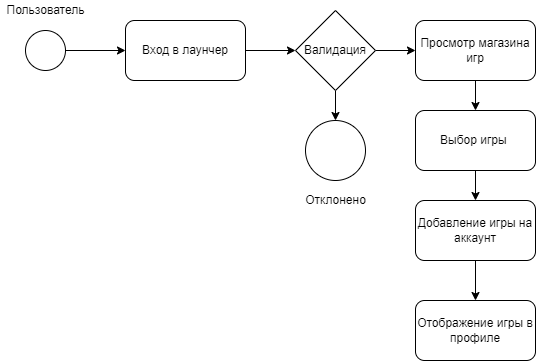 Пользователь
Вход в лаунчер
Валидация
Просмотр магазина
игр
Выбор игры
Отклонено
Добавление игры на
аккаунт
Отображение игры в
профиле